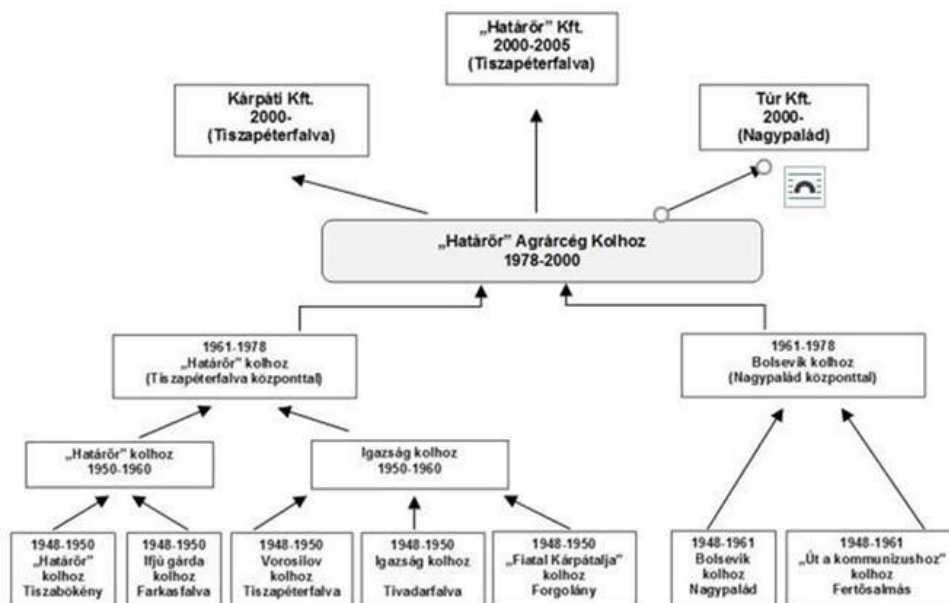 „Határőr” Kft.
2000-2005
(Tiszapéterfalva)
Kárpáti Kft.
2000-
(Tiszapéterfalva)
Túr Kft.
2000-
(Nagypalád)
„Határőr” Agrárcég Kolhoz
1978-2000
1961-1978
„Határőr” kolhoz
(Tiszapéterfalva központtal)
1961-1978
Bolsevik kolhoz
(Nagypalád központtal)
„Határőr” kolhoz
1950-1960
Igazság kolhoz
1950-1960
1948-1950
„Határőr”
kolhoz
Tiszabökény
1948-1950
Ifjú gárda
kolhoz
Farkasfalva
1948-1950
Vorosilov
kolhoz
Tiszapéterfalva
1948-1950
Igazság kolhoz
Tivadarfalva
1948-1950
„Fiatal Kárpátalja”
kolhoz
Forgolány
1948-1961
Bolsevik
kolhoz
Nagypalád
1948-1961
„Út a kommunizushoz”
kolhoz
Fertősalmás